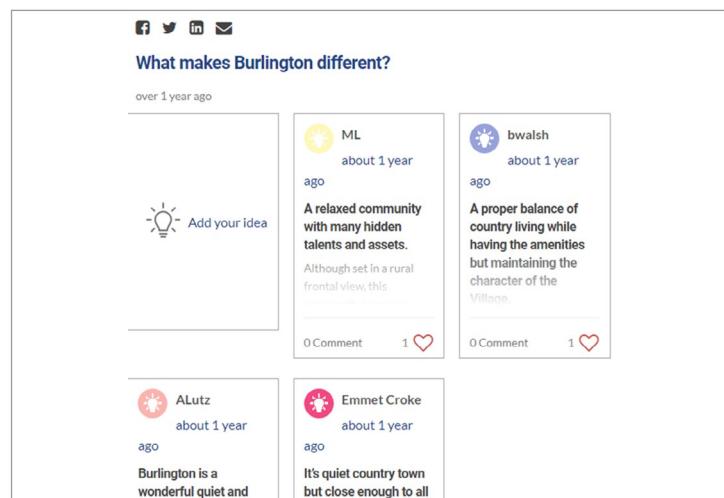 What makes Burlington different?
over 1 year ago
Add your idea
ML
about 1 year
ago
A relaxed community
with many hidden
talents and assets.
Although set in a rural
frontal view, this
0 Comment
1
bwalsh
about 1 year
ago
A proper balance of
country living while
having the amenities
but maintaining the
character of the
Village.
0 Comment
1
ALutz
about 1 year
ago
Burlington is a
wonderful quiet and
Emmet Croke
about 1 year
ago
It's quiet country town
but close enough to all